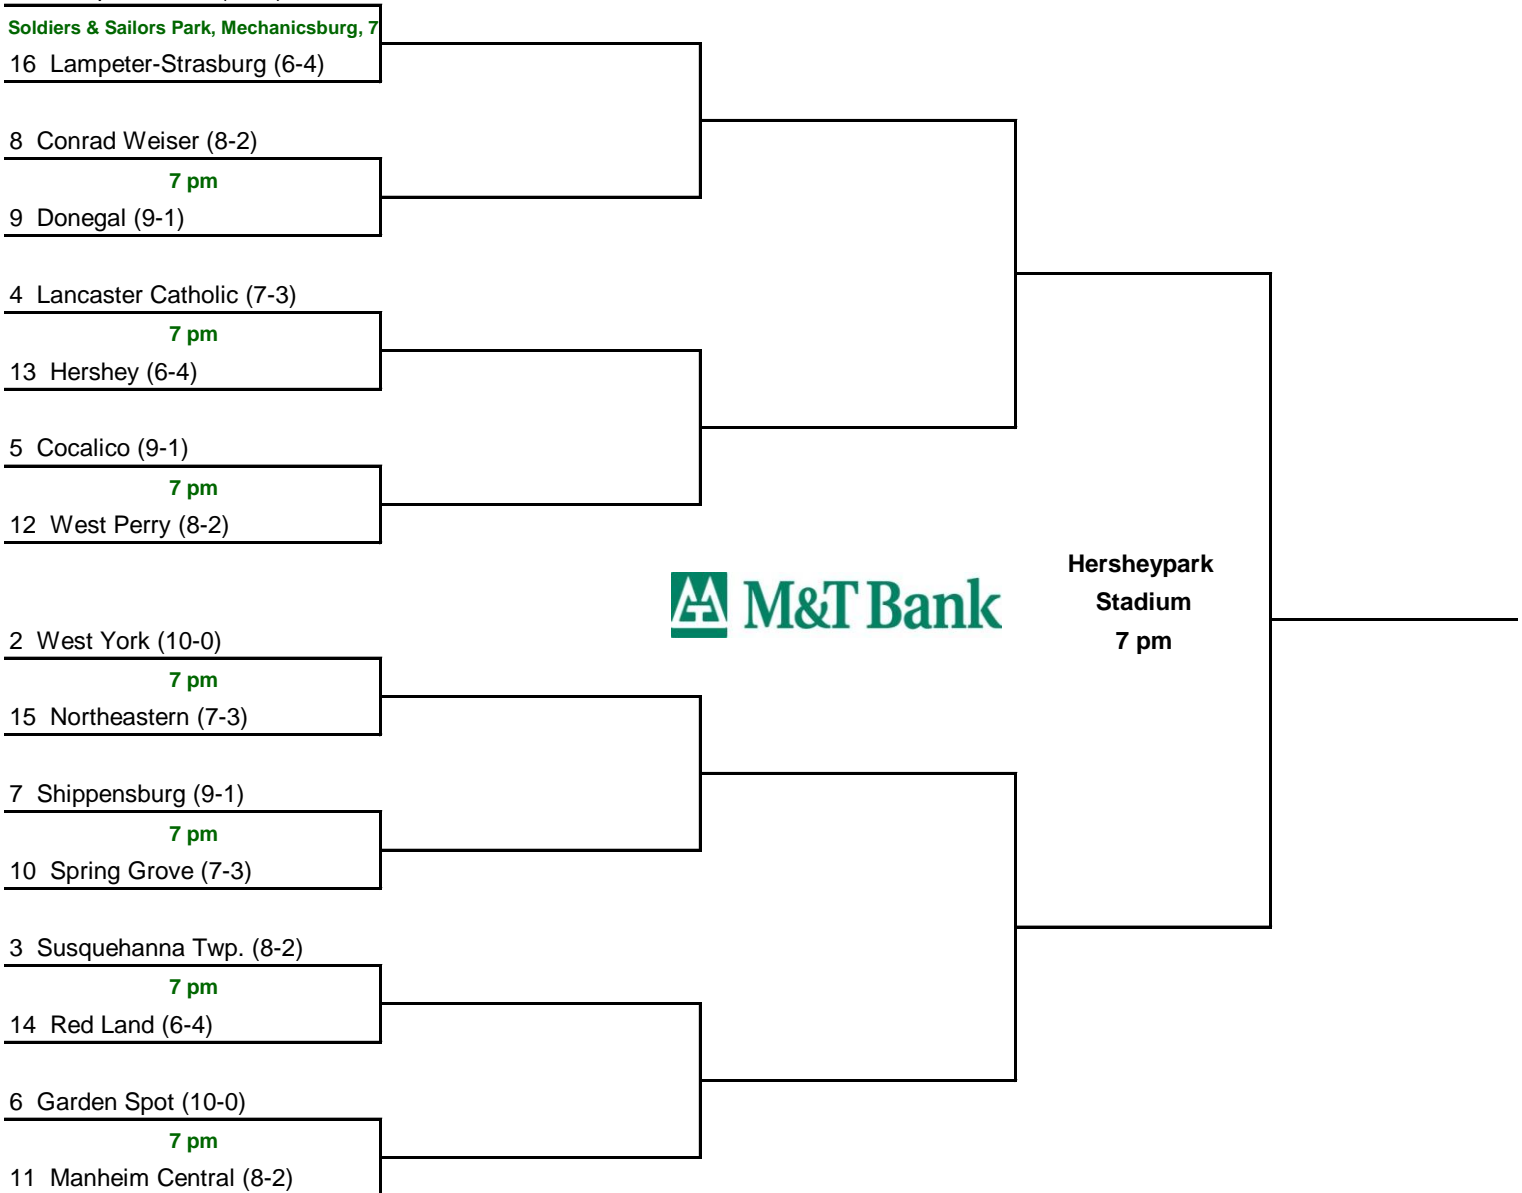 Soldiers & Sailors Park, Mechanicsburg, 7
16 Lampeter-Strasburg (6-4)
8 Conrad Weiser (8-2)
7 pm
9 Donegal (9-1)
4 Lancaster Catholic (7-3)
7 pm
13 Hershey (6-4)
5 Cocalico (9-1)
7 pm
12 West Perry (8-2)
Hersheypark
Stadium
7 pm
M&T Bank
2 West York (10-0)
7 pm
15 Northeastern (7-3)
7 Shippensburg (9-1)
7 pm
10 Spring Grove (7-3)
3 Susquehanna Twp. (8-2)
7 pm
14 Red Land (6-4)
6 Garden Spot (10-0)
7 pm
11 Manheim Central (8-2)